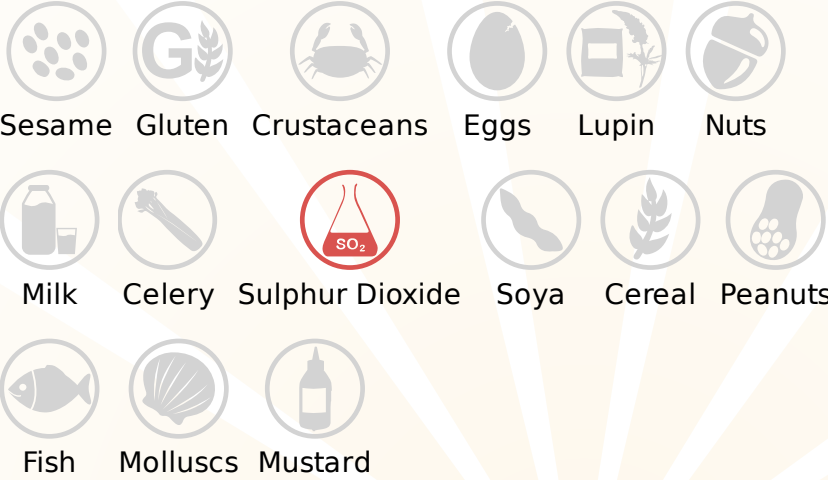 G
Sesame Gluten Crustaceans Eggs Lupin Nuts
SO₂
Milk Celery Sulphur Dioxide Soya Cereal Peanuts
Fish Molluscs Mustard